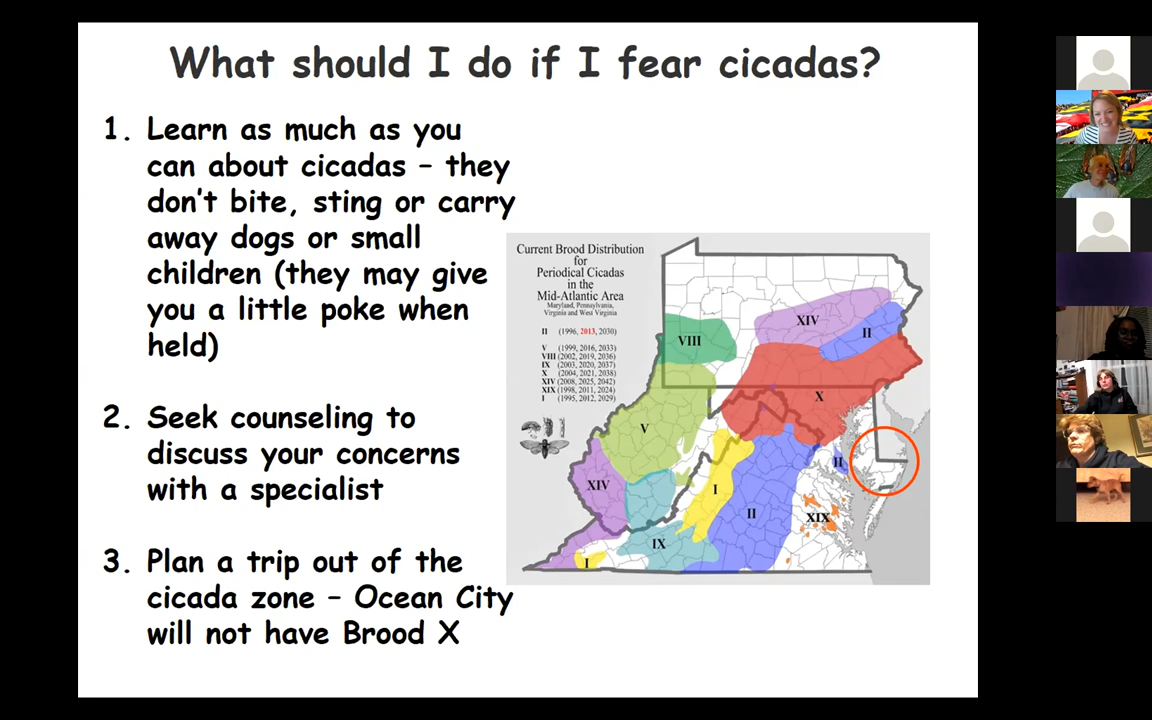 What should I do if I fear cicadas?
1. Learn as much as you
can about cicadas – they
don't bite, sting or carry
away dogs or small
children (they may give
you a little poke when
held)
2. Seek counseling to
discuss your concerns
with a specialist
3. Plan a trip out of the
cicada zone – Ocean City
will not have Brood X
Current Brood Distribution
for
Periodical Cicadas
in the
Mid-Atlantic Area
Maryland, Pennsylvania,
Virginia and West Virginia
II (1996, 2013, 2030)
V (1999, 2016, 2033)
VIII (2002, 2019, 2036)
IX (2003, 2020, 2037)
X (2004, 2021, 2038)
XIV (2008, 2025, 2042)
XIX (1998, 2011, 2024)
I (1995, 2012, 2029)
XIV
II
VIII
X
V
II
XIV
I
II
XIX
IX
I